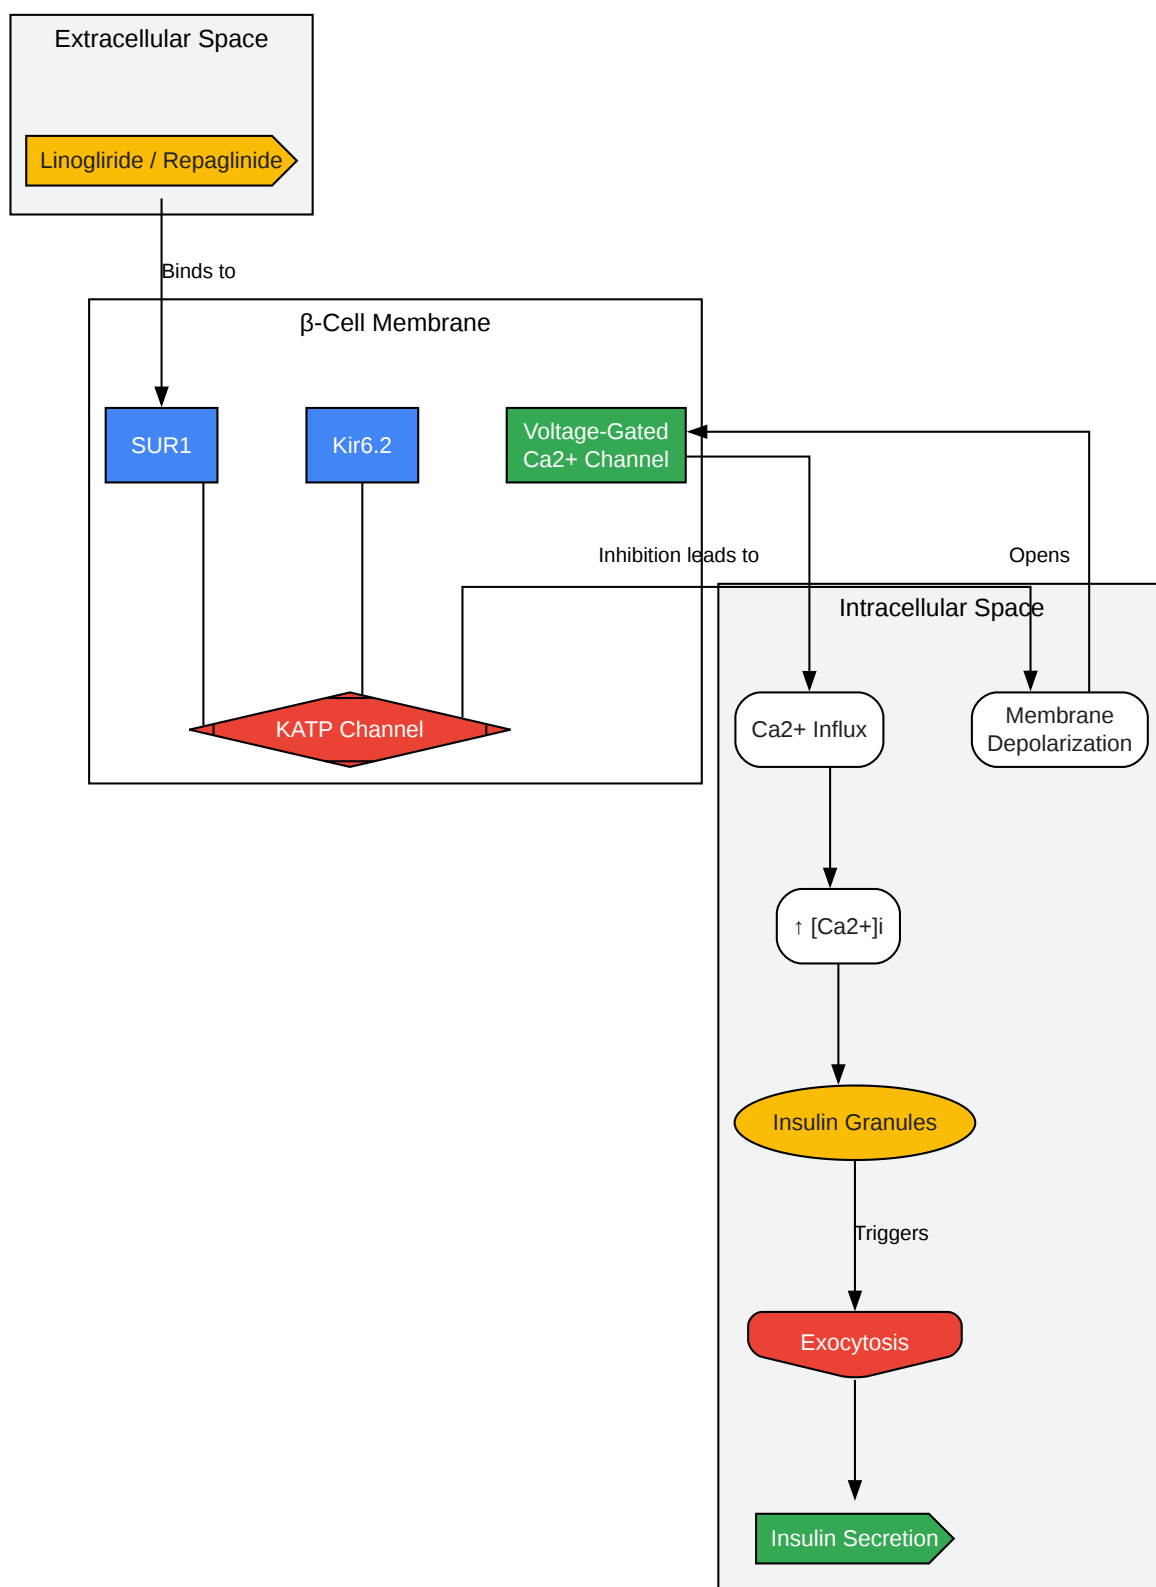 Extracellular Space
Linogliride / Repaglinide
Binds to
β-Cell Membrane
SUR1
Kir6.2
Voltage-Gated
Ca2+ Channel
Inhibition leads to
Opens
Intracellular Space
KATP Channel
Ca2+ Influx
Membrane
Depolarization
↑ [Ca2+]i
Insulin Granules
Triggers
Exocytosis
Insulin Secretion